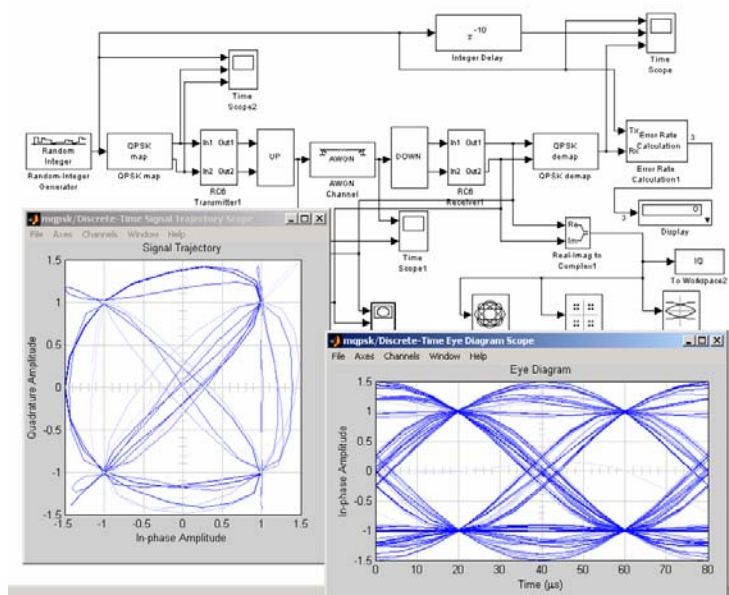 z -10
Integer Delay
Time
Scope
Time
Scope2
Random
Integer
Random-Integer
Generator
QPSK
map
QPSK map
In1 Out1
In2 Out2
RC6
Transmitter1
UP
AWGN
AWGN
Channel
DOWN
In1 Out1
In2 Out2
RC6
Receiver1
QPSK
demap
QPSK demap
Tx
Rx
Error Rate
Calculation
3
Error Rate
Calculation1
3
0
Display
Time
Scope1
Re
Im
Real-Imag to
Complex1
IQ
To Workspace2
mqpsk/Discrete-Time Signal Trajectory Scope
File Axes Channels Window Help
Signal Trajectory
Quadrature Amplitude
1.5
1
0.5
0
-0.5
-1
-1.5
-1.5 -1 -0.5 0 0.5 1 1.5
In-phase Amplitude
mqpsk/Discrete-Time Eye Diagram Scope
File Axes Channels Window Help
Eye Diagram
In-phase Amplitude
1.5
1
0.5
0
-0.5
-1
-1.5
0 10 20 30 40 50 60 70 80
Time (µs)